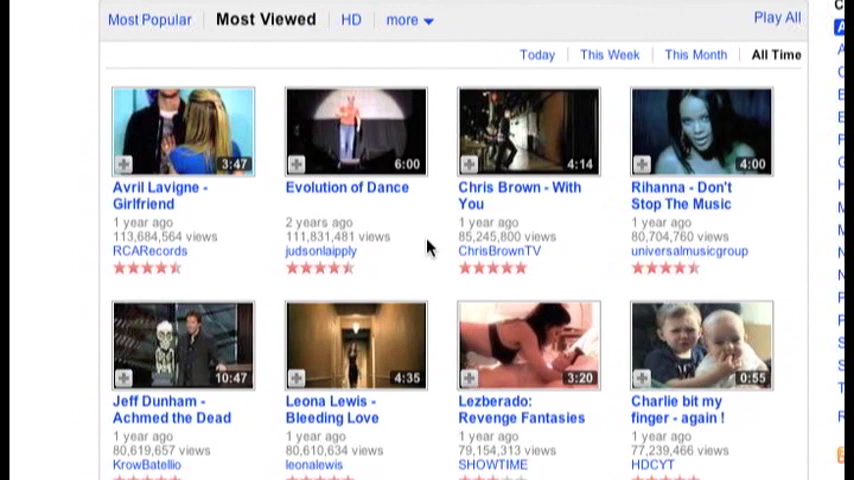 Most Popular Most Viewed HD more Play All
Today This Week This Month All Time
3:47 6:00 4:14 4:00
Avril Lavigne -
Girlfriend
1 year ago
113,684,564 views
RCARecords
Evolution of Dance
2 years ago
111,831,481 views
judsonlaipply
Chris Brown - With
You
1 year ago
85,245,800 views
ChrisBrownTV
Rihanna - Don't
Stop The Music
1 year ago
80,704,760 views
universalmusicgroup
10:47 4:35 3:20 0:55
Jeff Dunham -
Achmed the Dead
1 year ago
80,619,657 views
KrowBatellio
Leona Lewis -
Bleeding Love
1 year ago
80,610,634 views
leonalewis
Lezberado:
Revenge Fantasies
1 year ago
79,154,313 views
SHOWTIME
Charlie bit my
finger - again !
1 year ago
77,239,466 views
HDCYT